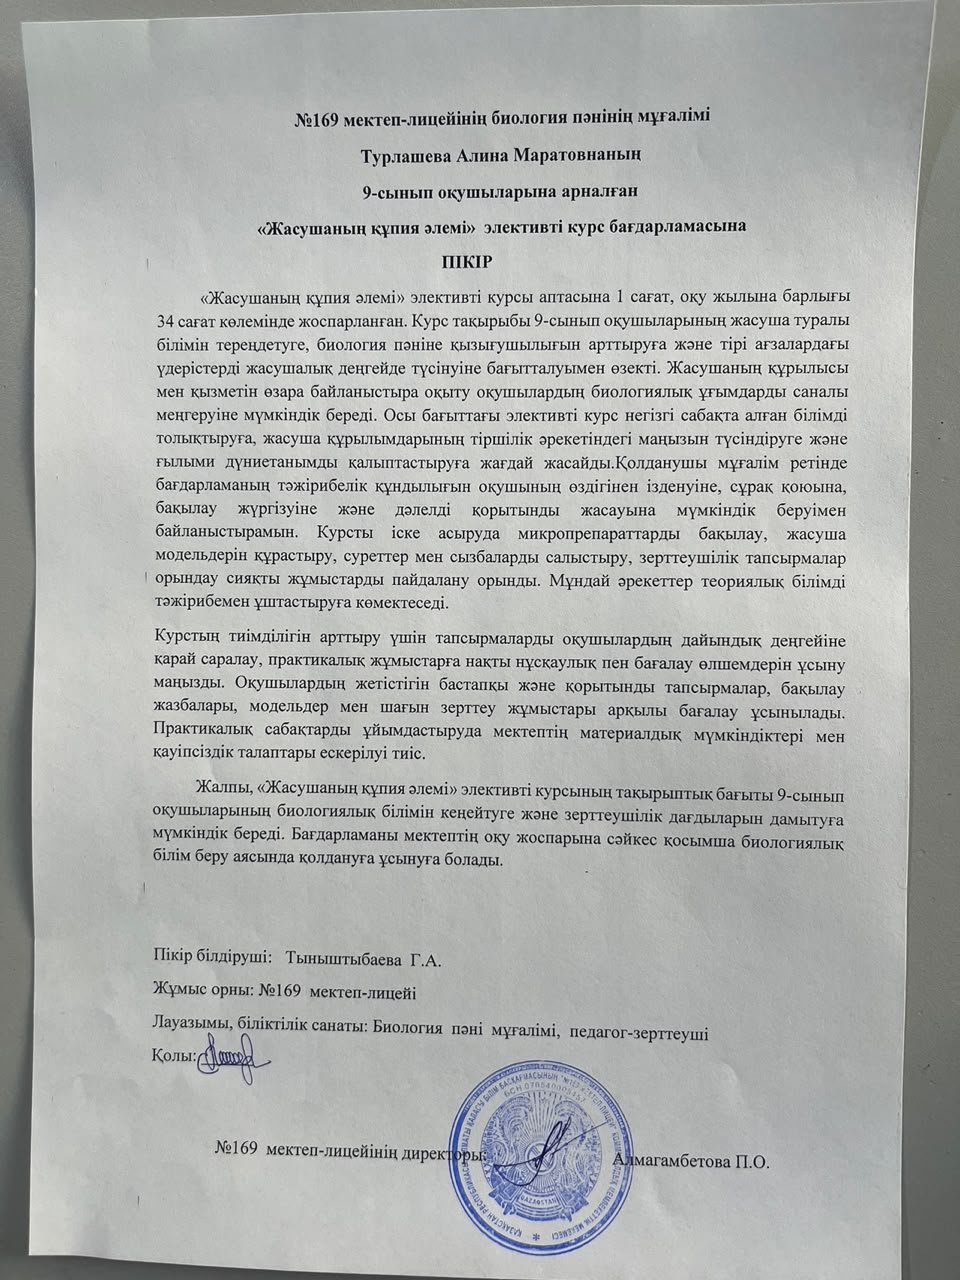 №169 мектеп-лицейінің биология пәнінің мұғалімі
Турлашева Алина Маратовнаның
9-сынып оқушыларына арналған
«Жасушаның құпия әлемі» элективті курс бағдарламасына
ПІКІР
«Жасушаның құпия әлемі» элективті курсы аптасына 1 сағат, оқу жылына барлығы
34 сағат көлемінде жоспарланған. Курс тақырыбы 9-сынып оқушыларының жасуша туралы
білімін тереңдетуге, биология пәніне қызығушылығын арттыруға және тірі ағзалардағы
үдерістерді жасушалық деңгейде түсінуіне бағытталуымен өзекті. Жасушаның құрылысы
мен қызметін өзара байланыстыра оқыту оқушылардың биологиялық ұғымдарды саналы
меңгеруіне мүмкіндік береді. Осы бағыттағы элективті курс негізгі сабақта алған білімді
толықтыруға, жасуша құрылымдарының тіршілік әрекетіндегі маңызын түсіндіруге және
ғылыми дүниетанымды қалыптастыруға жағдай жасайды.Қолданушы мұғалім ретінде
бағдарламаның тәжірибелік құндылығын оқушының өздігінен ізденуіне, сұрақ қоюына,
бақылау жүргізуіне және дәлелді қорытынды жасауына мүмкіндік беруімен
байланыстырамын. Курсты іске асыруда микропрепараттарды бақылау, жасуша
модельдерін құрастыру, суреттер мен сызбаларды салыстыру, зерттеушілік тапсырмалар
орындау сияқты жұмыстарды пайдалану орынды. Мұндай әрекеттер теориялық білімді
тәжірибемен ұштастыруға көмектеседі.
Курстың тиімділігін арттыру үшін тапсырмаларды оқушылардың дайындық деңгейіне
қарай саралау, практикалық жұмыстарға нақты нұсқаулық пен бағалау өлшемдерін ұсыну
маңызды. Оқушылардың жетістігін бастапқы және қорытынды тапсырмалар, бақылау
жазбалары, модельдер мен шағын зерттеу жұмыстары арқылы бағалау ұсынылады.
Практикалық сабақтарды ұйымдастыруда мектептің материалдық мүмкіндіктері мен
қауіпсіздік талаптары ескерілуі тиіс.
Жалпы, «Жасушаның құпия әлемі» элективті курсының тақырыптық бағыты 9-сынып
оқушыларының биологиялық білімін кеңейтуге және зерттеушілік дағдыларын дамытуға
мүмкіндік береді. Бағдарламаны мектептің оқу жоспарына сәйкес қосымша биологиялық
білім беру аясында қолдануға ұсынуға болады.
Пікір білдіруші: Тыныштыбаева Г.А.
Жұмыс орны: №169 мектеп-лицейі
Лауазымы, біліктілік санаты: Биология пәні мұғалімі, педагог-зерттеуші
Қолы:
№169 мектеп-лицейінің директоры:
Алмагамбетова П.О.
QAZAQSTAN